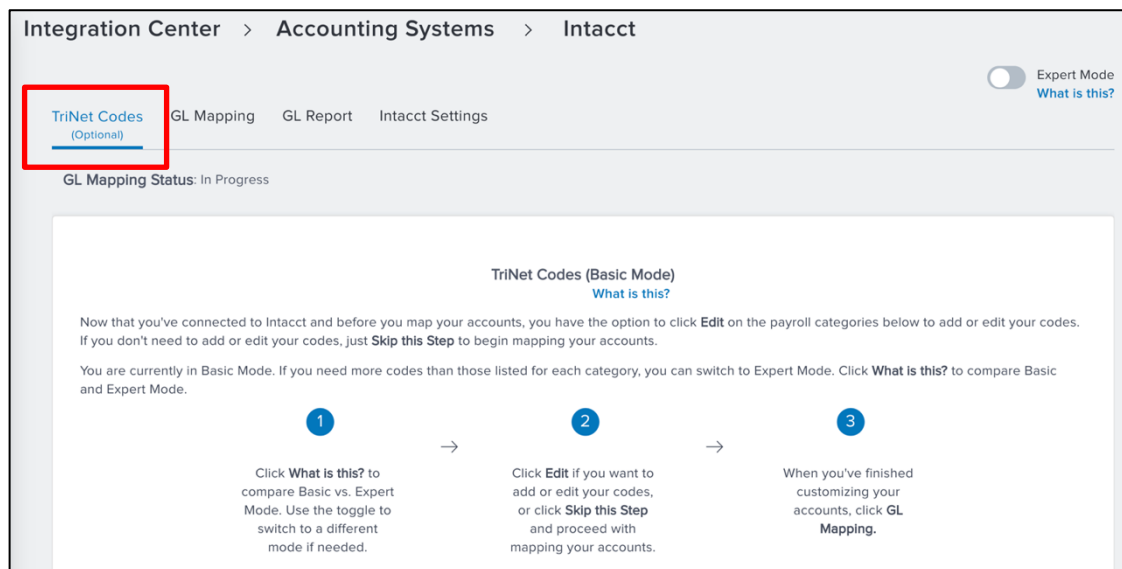 Integration Center > Accounting Systems > Intacct
Expert Mode
What is this?
TriNet Codes GL Mapping GL Report Intacct Settings
(Optional)
GL Mapping Status: In Progress
TriNet Codes (Basic Mode)
What is this?
Now that you've connected to Intacct and before you map your accounts, you have the option to click Edit on the payroll categories below to add or edit your codes.
If you don't need to add or edit your codes, just Skip this Step to begin mapping your accounts.
You are currently in Basic Mode. If you need more codes than those listed for each category, you can switch to Expert Mode. Click What is this? to compare Basic
and Expert Mode.
1 → 2 → 3
Click What is this? to
compare Basic vs. Expert
Mode. Use the toggle to
switch to a different
mode if needed.
Click Edit if you want to
add or edit your codes,
or click Skip this Step
and proceed with
mapping your accounts.
When you've finished
customizing your
accounts, click GL
Mapping.